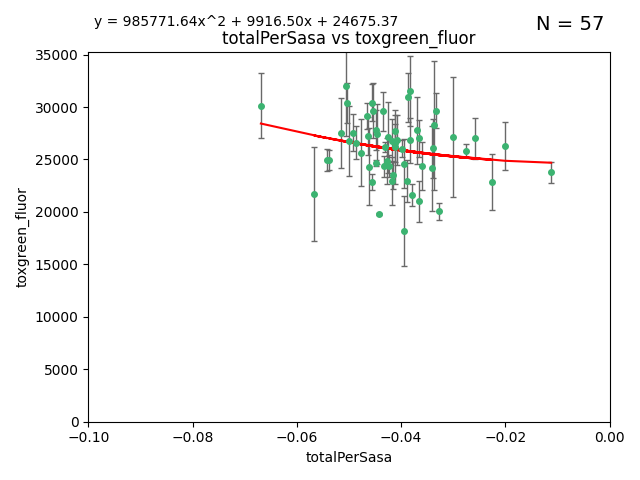 y = 985771.64x^2 + 9916.50x + 24675.37
N = 57
totalPerSasa vs toxgreen_fluor
35000
30000
25000
20000
15000
10000
5000
0
toxgreen_fluor
−0.10 −0.08 −0.06 −0.04 −0.02 0.00
totalPerSasa